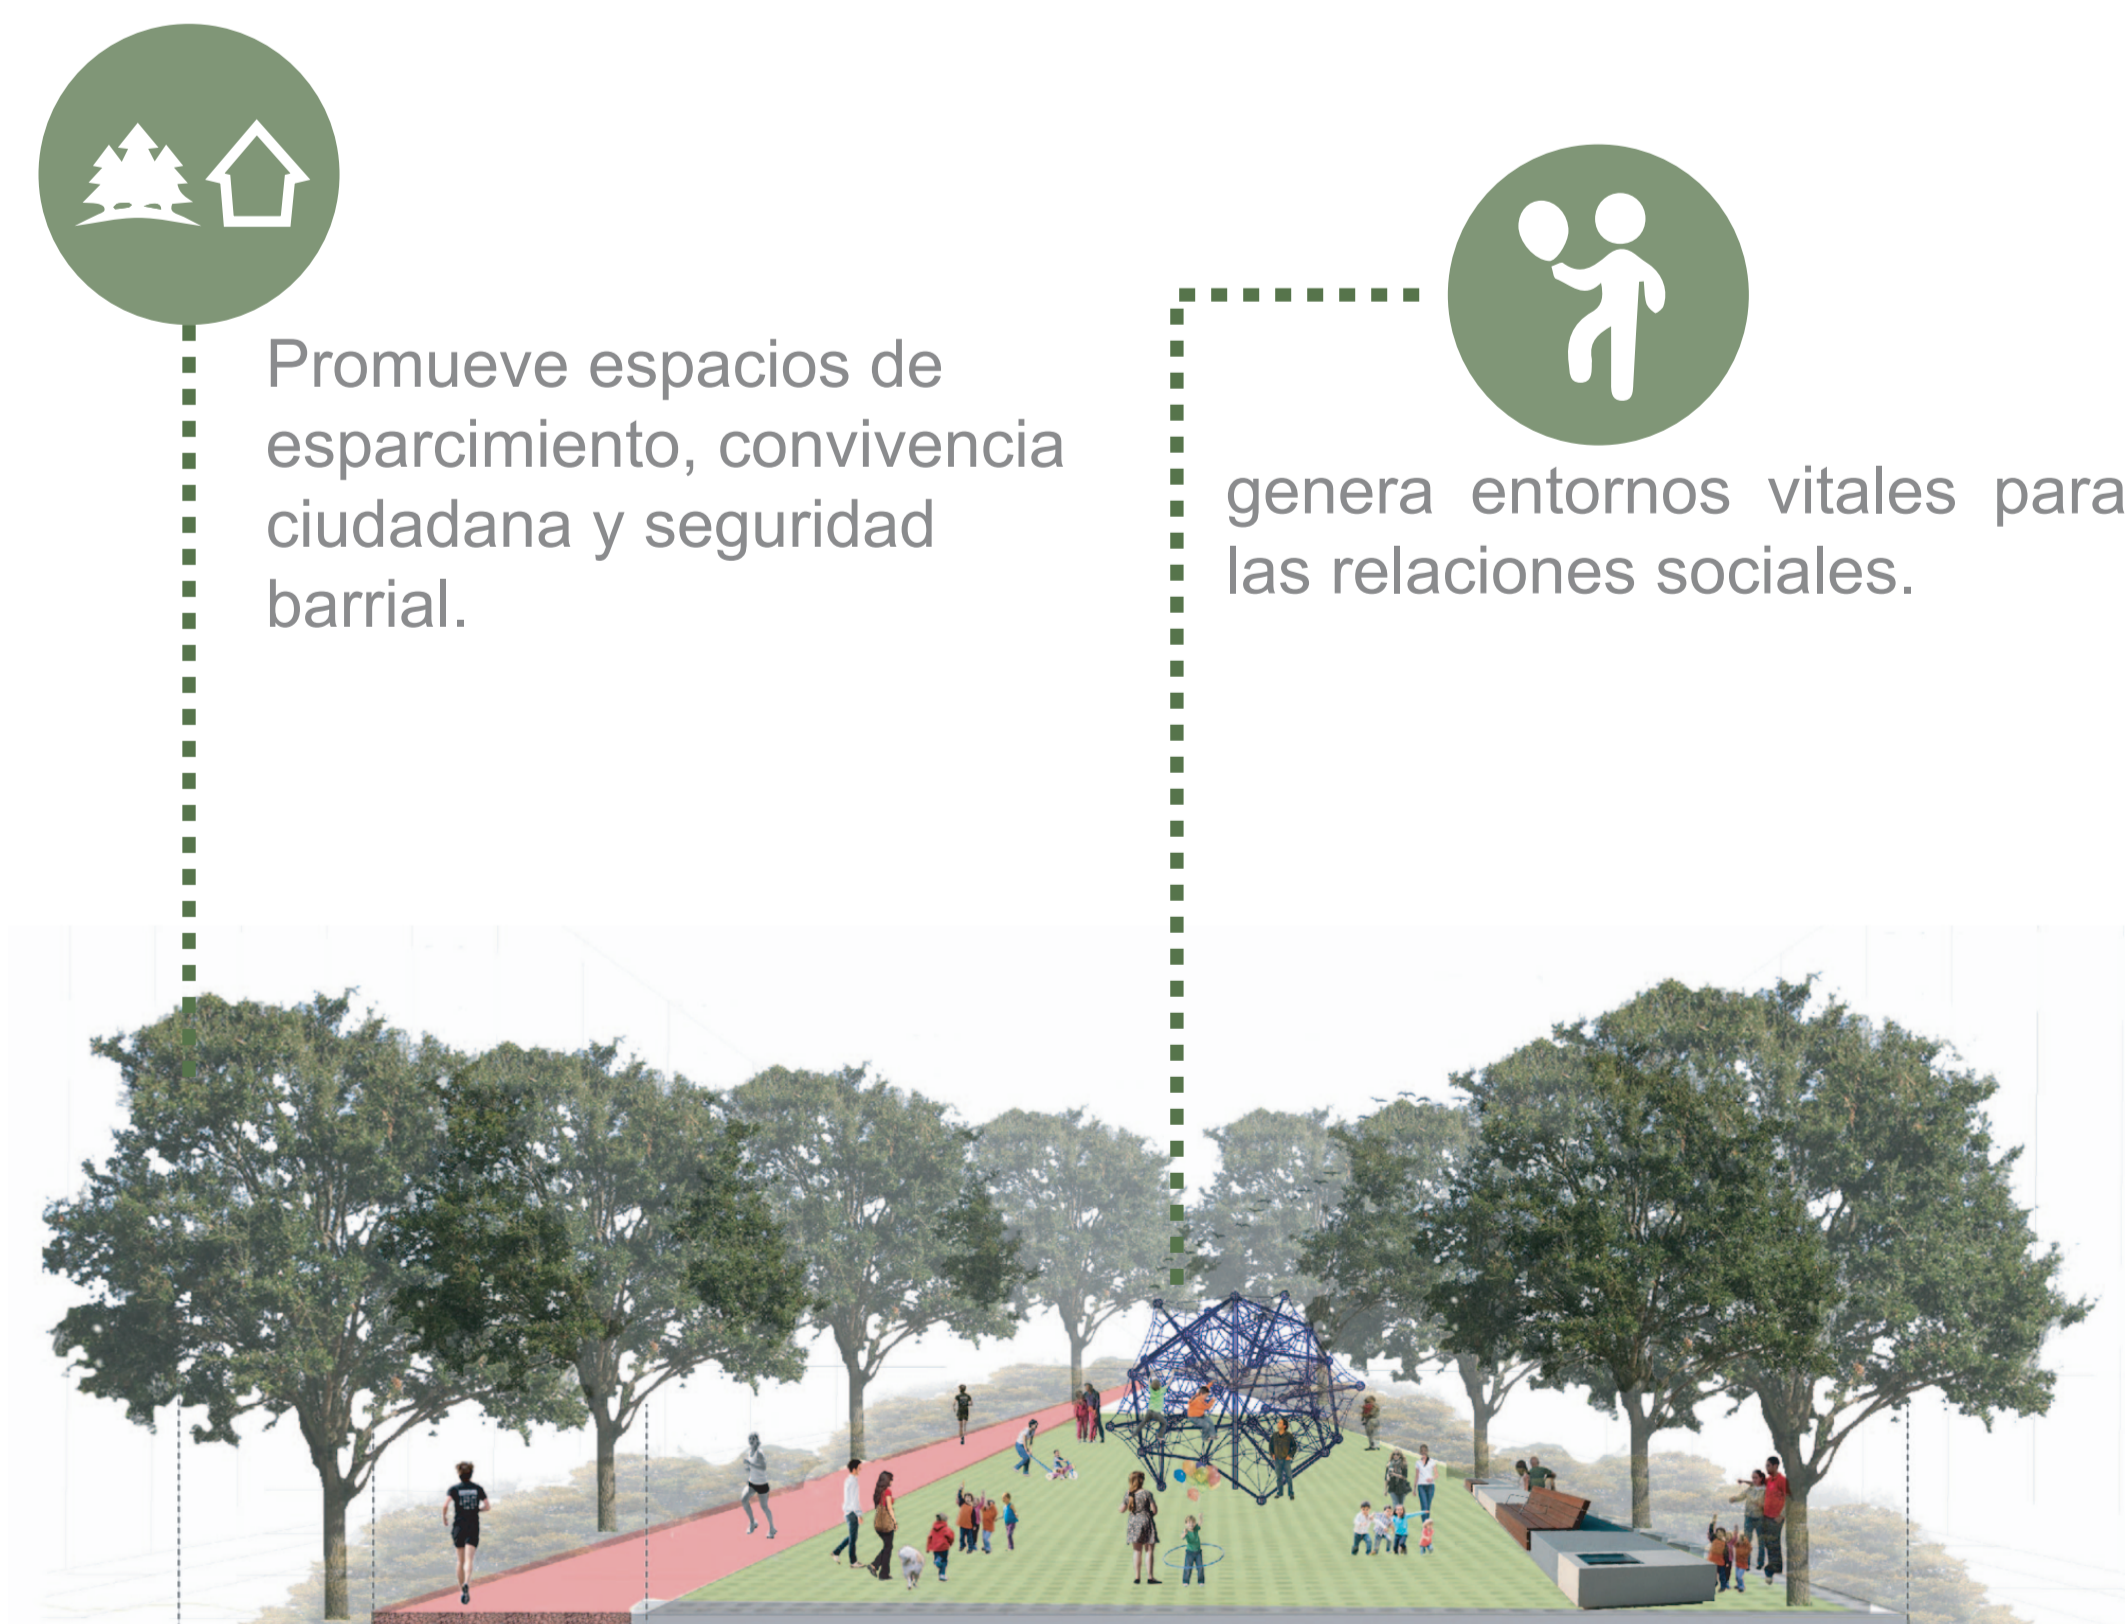 Promueve espacios de
esparcimiento, convivencia
ciudadana y seguridad
barrial.
genera entornos vitales para
las relaciones sociales.